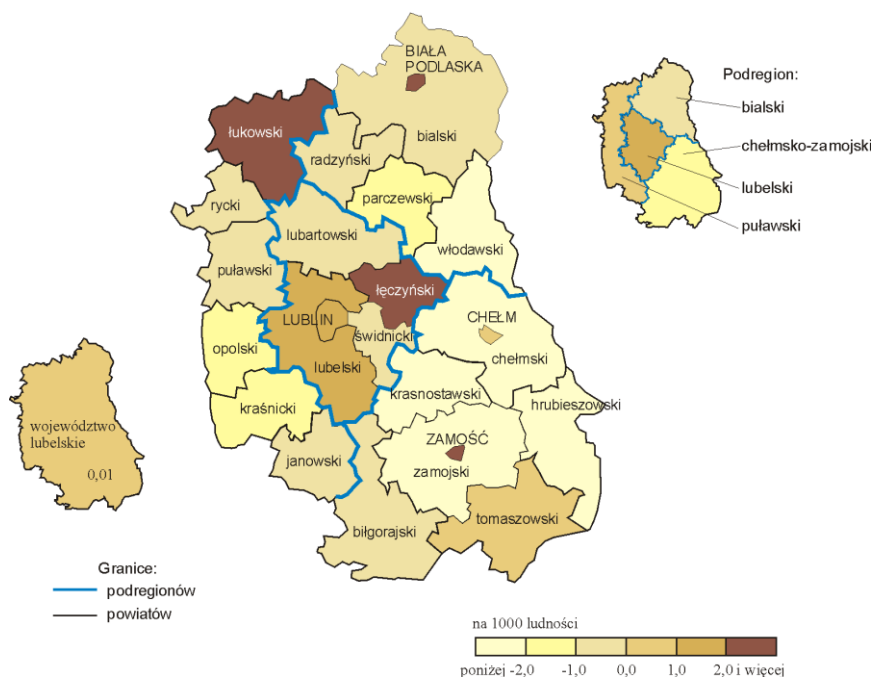 BIAŁA
PODLASKA
łukowski
bialski
radzyński
rycki
parczewski
lubartowski
włodawski
puławski
łęczyński
LUBLIN
świdnicki
CHEŁM
opolski
lubelski
chełmski
krasnostawski
kraśnicki
hrubieszowski
ZAMOŚĆ
janowski
zamojski
tomaszowski
biłgorajski
Podregion:
bialski
chełmsko-zamojski
lubelski
puławski
województwo
lubelskie
0,01
Granice:
podregionów
powiatów
na 1000 ludności
poniżej -2,0 -1,0 0,0 1,0 2,0 i więcej